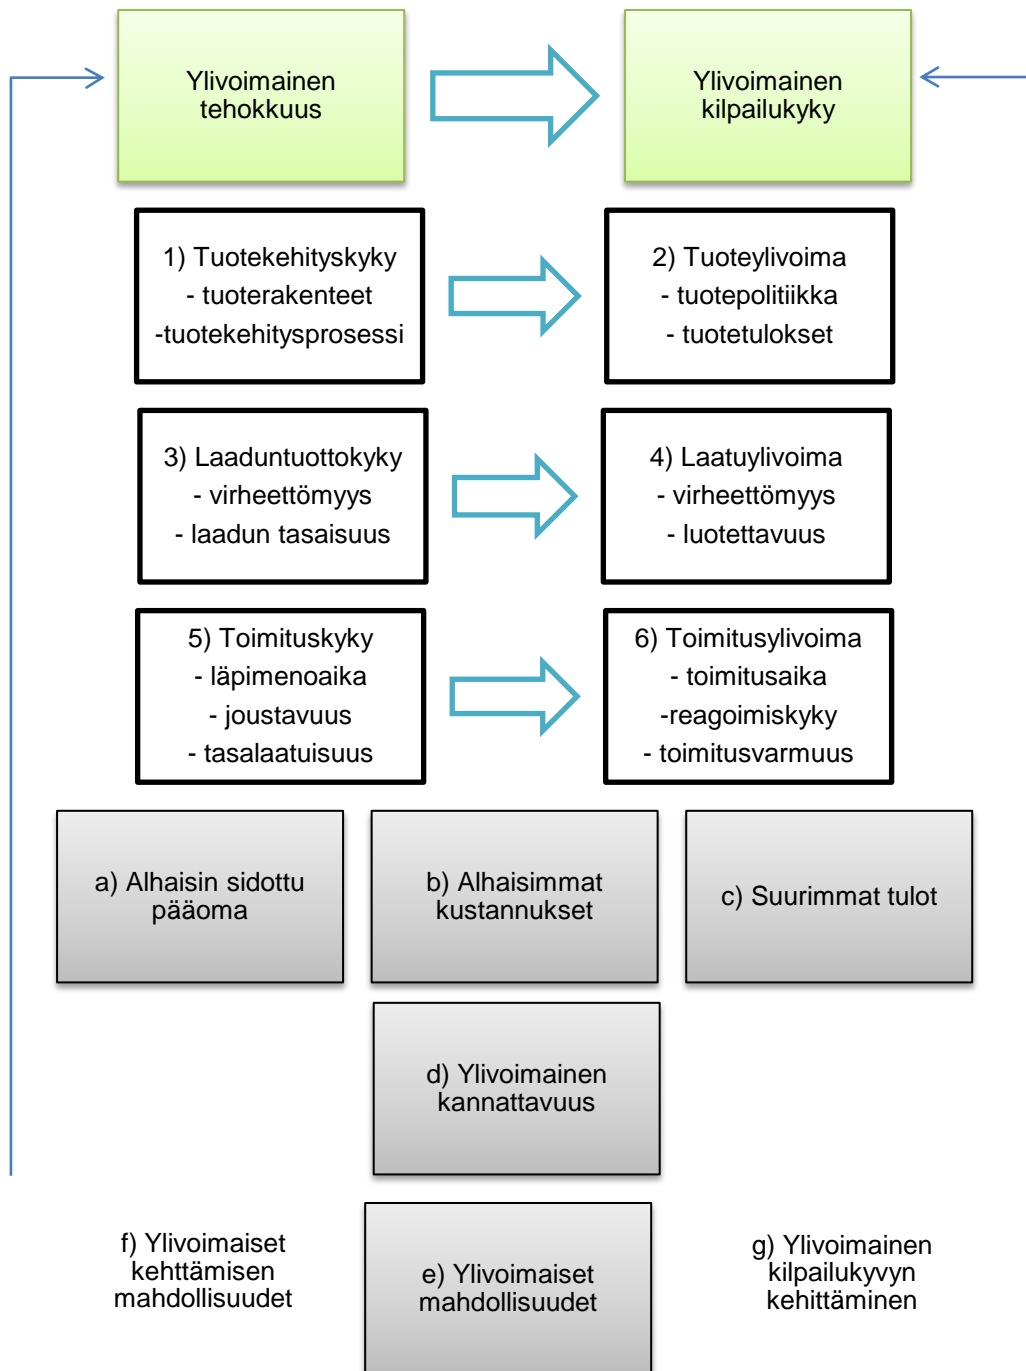 Ylivoimainen
tehokkuus
Ylivoimainen
kilpailukyky
1) Tuotekehityskyky
- tuoterakenteet
-tuotekehitysprosessi
2) Tuoteylivoima
- tuotepolitiikka
- tuotetulokset
3) Laaduntuottokyky
- virheettömyys
- laadun tasaisuus
4) Laatuylivoima
- virheettömyys
- luotettavuus
5) Toimituskyky
- läpimenoaika
- joustavuus
- tasalaatuisuus
6) Toimitusylivoima
- toimitusaika
-reagoimiskyky
- toimitusvarmuus
a) Alhaisin sidottu
pääoma
b) Alhaisimmat
kustannukset
c) Suurimmat tulot
d) Ylivoimainen
kannattavuus
f) Ylivoimaiset
kehttämisen
mahdollisuudet
e) Ylivoimaiset
mahdollisuudet
g) Ylivoimainen
kilpailukyvyn
kehittäminen